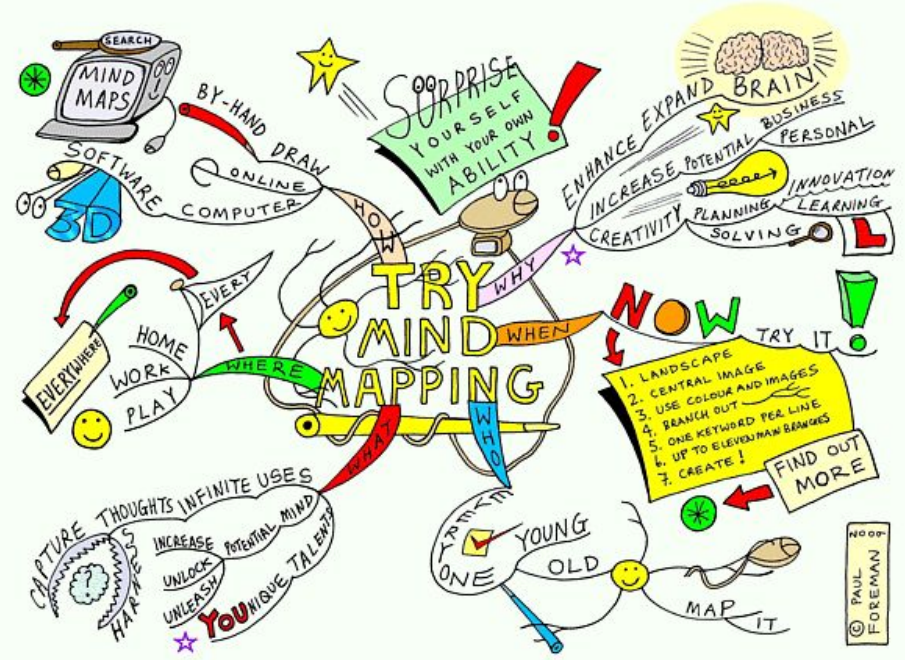 TRY
MIND
MAPPING
HOW
DRAW
BY-HAND
ONLINE
COMPUTER
SOFTWARE
3D
SEARCH
MIND
MAPS
SURPRISE
YOURSELF
WITH YOUR OWN
ABILITY!
WHY
ENHANCE EXPAND BRAIN
INCREASE POTENTIAL BUSINESS
PERSONAL
CREATIVITY PLANNING INNOVATION
LEARNING
SOLVING
L
WHEN
NOW
TRY IT
!
1. LANDSCAPE
2. CENTRAL IMAGE
3. USE COLOUR AND IMAGES
4. BRANCH OUT
5. ONE KEYWORD PER LINE
6. UP TO ELEVEN MAIN BRANCHES
7. CREATE!
FIND OUT
MORE
WHO
EVERY
ONE
YOUNG
OLD
MAP
IT
WHAT
CAPTURE THOUGHTS INFINITE USES
HARNESS
POTENTIAL MIND
INCREASE
UNLOCK
UNLEASH
YOUNIQUE TALENTS
?
WHERE
EVERY
HOME
WORK
PLAY
EVERYWHERE
© PAUL
FOREMAN